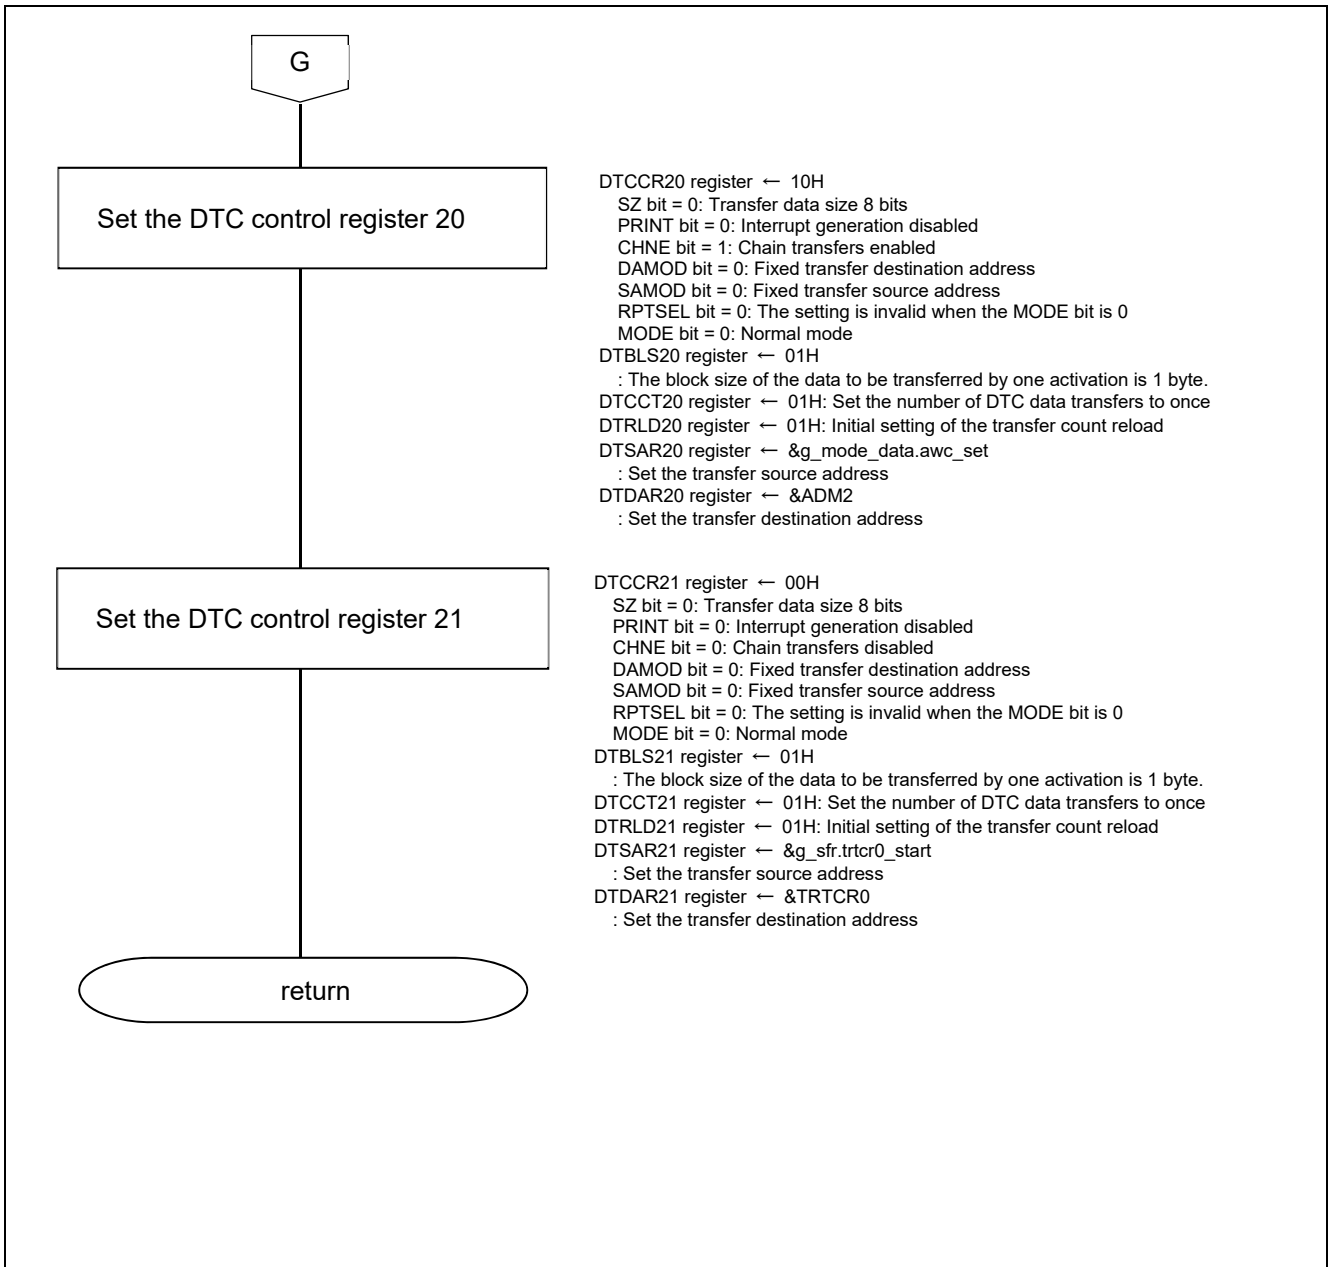 G
Set the DTC control register 20
DTCCR20 register ← 10H
SZ bit = 0: Transfer data size 8 bits
PRINT bit = 0: Interrupt generation disabled
CHNE bit = 1: Chain transfers enabled
DAMOD bit = 0: Fixed transfer destination address
SAMOD bit = 0: Fixed transfer source address
RPTSEL bit = 0: The setting is invalid when the MODE bit is 0
MODE bit = 0: Normal mode
DTBLS20 register ← 01H
: The block size of the data to be transferred by one activation is 1 byte.
DTCCT20 register ← 01H: Set the number of DTC data transfers to once
DTRLD20 register ← 01H: Initial setting of the transfer count reload
DTSAR20 register ← &g_mode_data.awc_set
: Set the transfer source address
DTDAR20 register ← &ADM2
: Set the transfer destination address
Set the DTC control register 21
DTCCR21 register ← 00H
SZ bit = 0: Transfer data size 8 bits
PRINT bit = 0: Interrupt generation disabled
CHNE bit = 0: Chain transfers disabled
DAMOD bit = 0: Fixed transfer destination address
SAMOD bit = 0: Fixed transfer source address
RPTSEL bit = 0: The setting is invalid when the MODE bit is 0
MODE bit = 0: Normal mode
DTBLS21 register ← 01H
: The block size of the data to be transferred by one activation is 1 byte.
DTCCT21 register ← 01H: Set the number of DTC data transfers to once
DTRLD21 register ← 01H: Initial setting of the transfer count reload
DTSAR21 register ← &g_sfr.trtcr0_start
: Set the transfer source address
DTDAR21 register ← &TRTCR0
: Set the transfer destination address
return